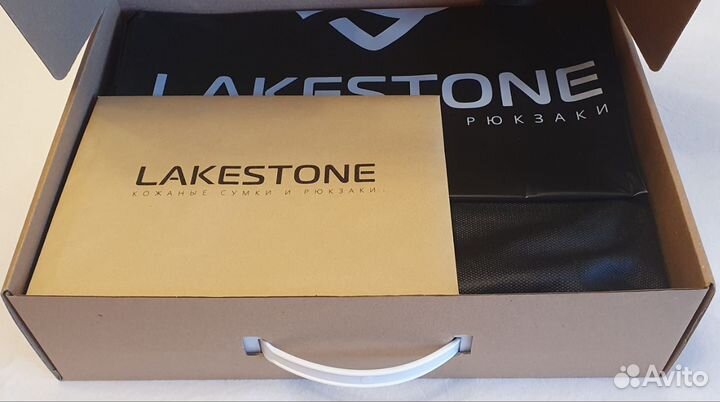 LAKESTONE
РЮКЗАКИ
LAKESTONE
КОЖАНЫЕ СУМКИ И РЮКЗАКИ
Avito